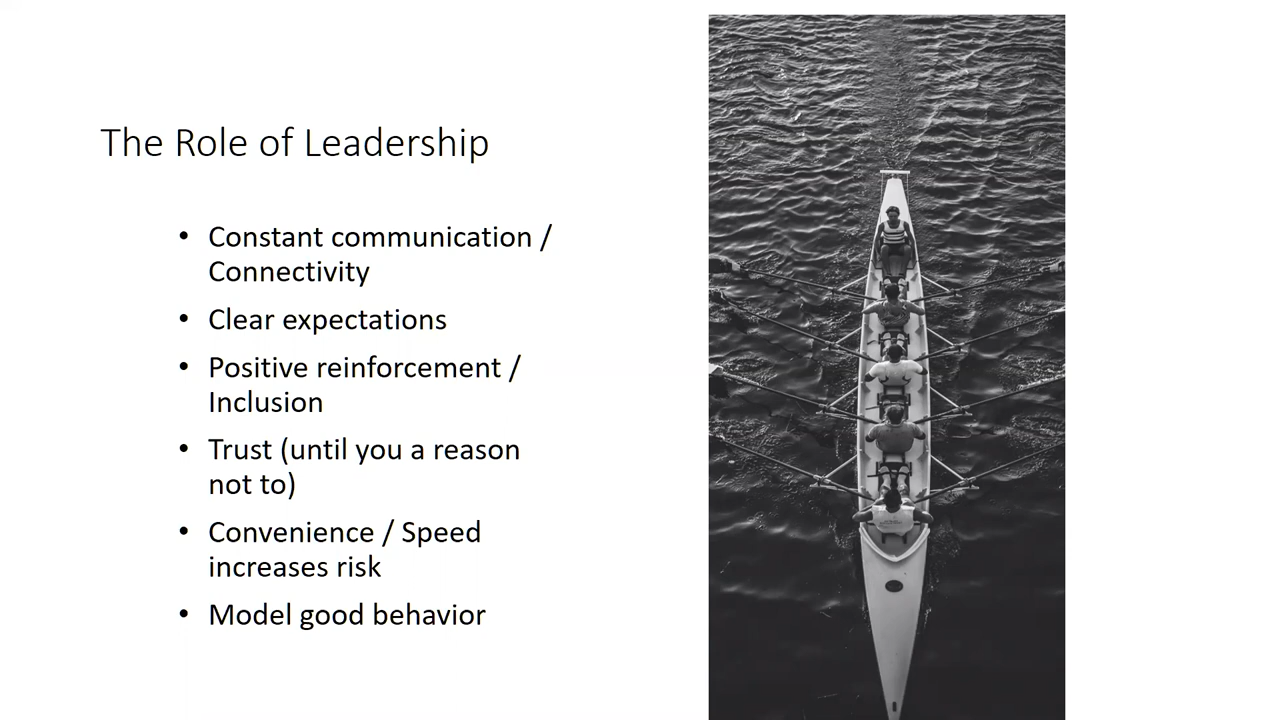 The Role of Leadership
• Constant communication /
Connectivity
• Clear expectations
• Positive reinforcement /
Inclusion
• Trust (until you a reason
not to)
• Convenience / Speed
increases risk
• Model good behavior